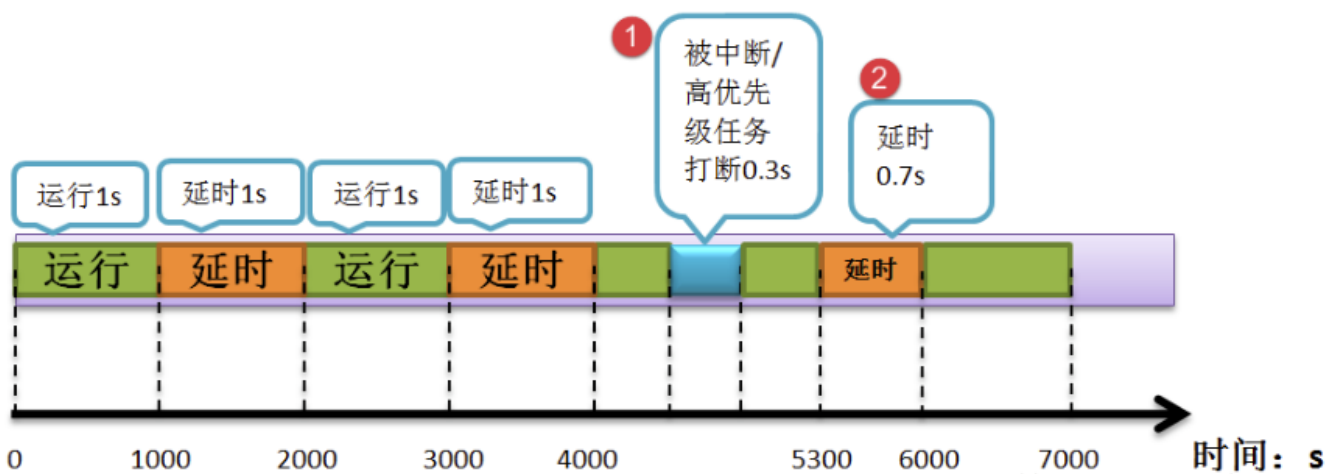 1
被中断/
高优先
级任务
打断0.3s
2
延时
0.7s
运行1s
延时1s
运行1s
延时1s
运行
延时
运行
延时
延时
0
1000
2000
3000
4000
5300
6000
7000
时间：s